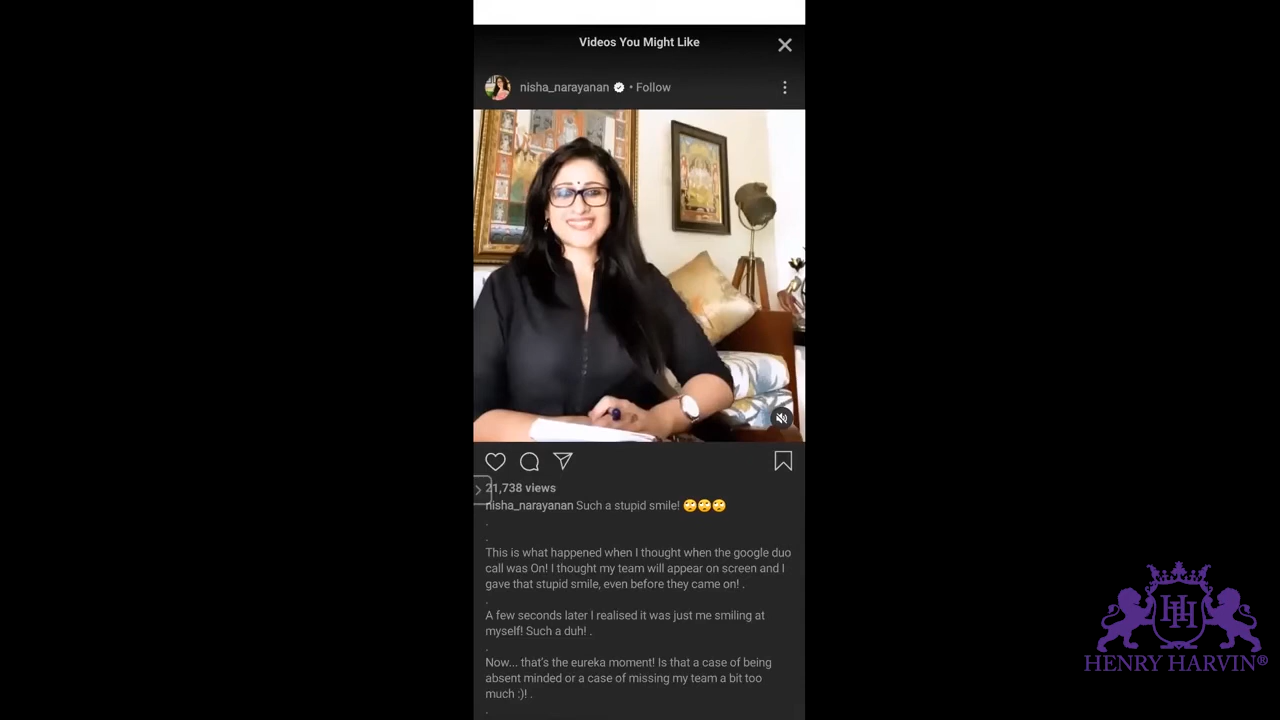 Videos You Might Like
nisha_narayanan • Follow
21,738 views
nisha_narayanan Such a stupid smile! 🙄🙄🙄
.
.
This is what happened when I thought when the google duo
call was On! I thought my team will appear on screen and I
gave that stupid smile, even before they came on! .
.
A few seconds later I realised it was just me smiling at
myself! Such a duh! .
.
Now... that's the eureka moment! Is that a case of being
absent minded or a case of missing my team a bit too
much :)! .
.
HH
HENRY HARVIN®